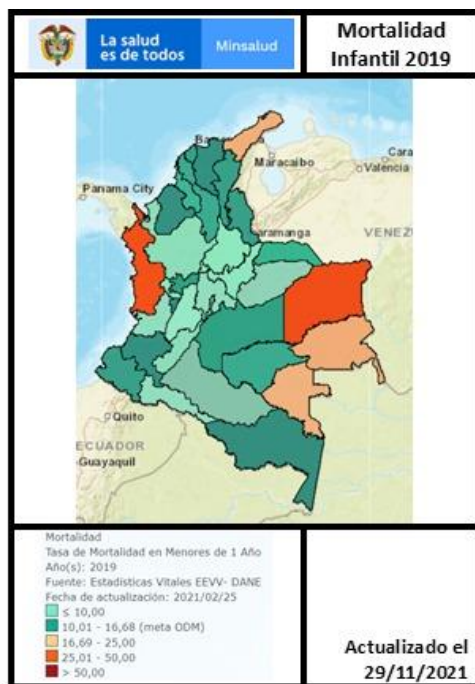 La salud
es de todos
Minsalud
Mortalidad
Infantil 2019
Maracaibo
Valencia
Panama City
aramanga
VENEZ
Quito
ECUADOR
Guayaquil
Mortalidad
Tasa de Mortalidad en Menores de 1 Año
Año(s): 2019
Fuente: Estadísticas Vitales EEVV- DANE
Fecha de actualización: 2021/02/25
≤ 10,00
10,01 - 16,68 (meta ODM)
16,69 - 25,00
25,01 - 50,00
> 50,00
Actualizado el
29/11/2021